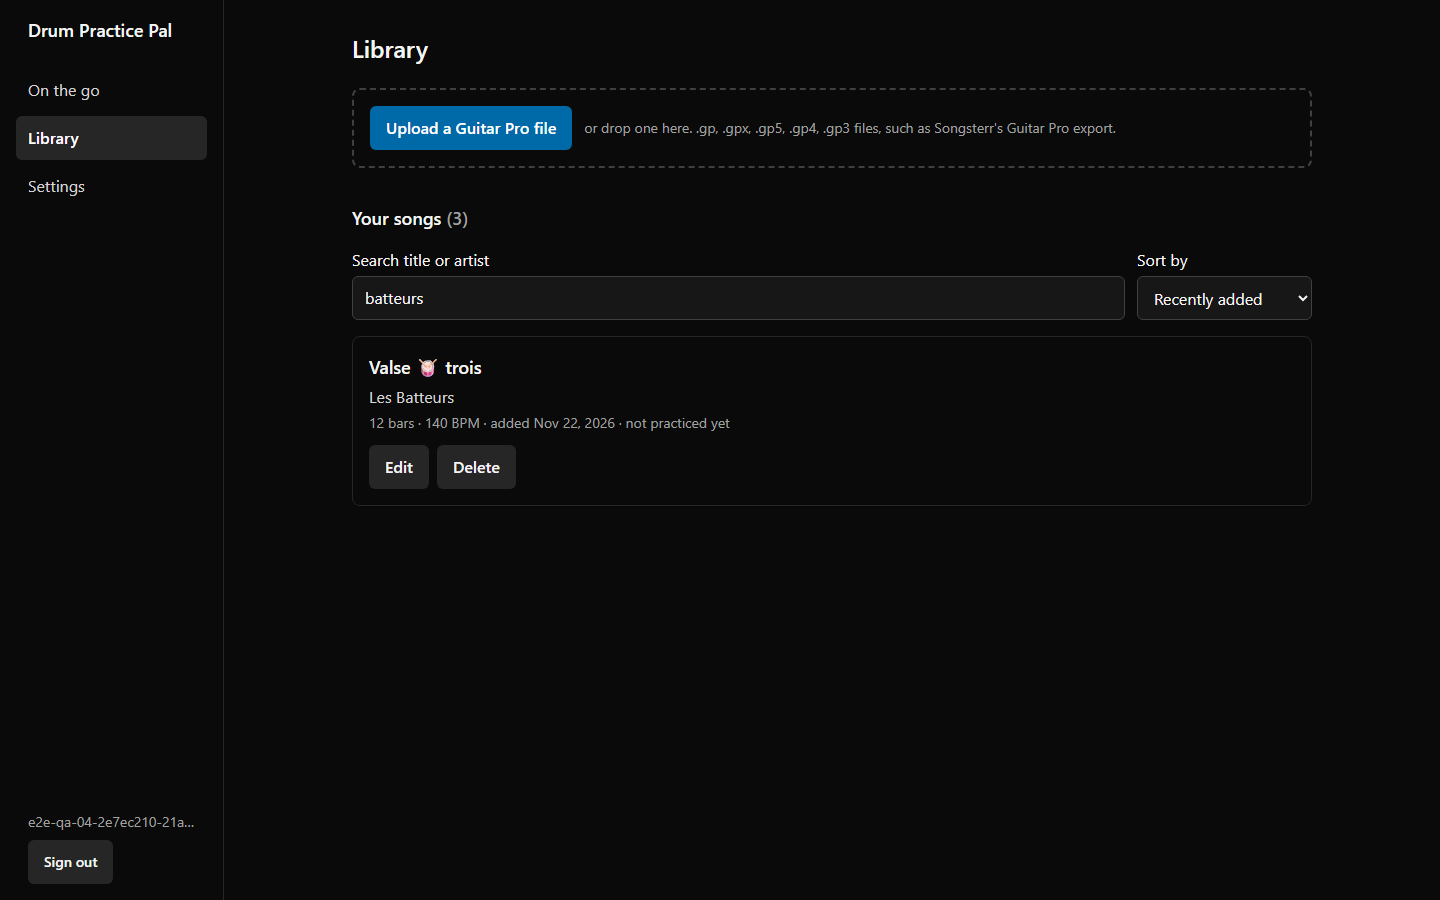 Drum Practice Pal
On the go
Library
Settings
Library
Upload a Guitar Pro file or drop one here. .gp, .gpx, .gp5, .gp4, .gp3 files, such as Songsterr's Guitar Pro export.
Your songs (3)
Search title or artist Sort by
batteurs Recently added
Valse 🥁 trois
Les Batteurs
12 bars · 140 BPM · added Nov 22, 2026 · not practiced yet
Edit Delete
e2e-qa-04-2e7ec210-21a...
Sign out